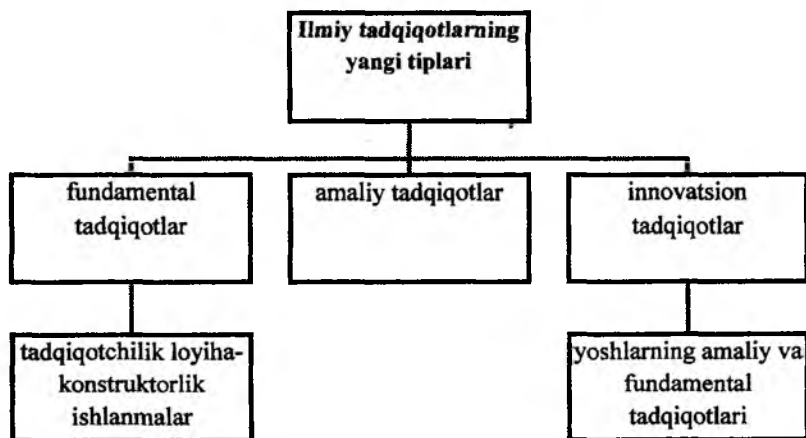 Ilmiy tadqiqotlarning
yangi tiplari
fundamental
tadqiqotlar
amaliy tadqiqotlar
innovatsion
tadqiqotlar
tadqiqotchilik loyiha-
konstruktorlik
ishlanmalar
yoshlarning amaliy va
fundamental
tadqiqotlari